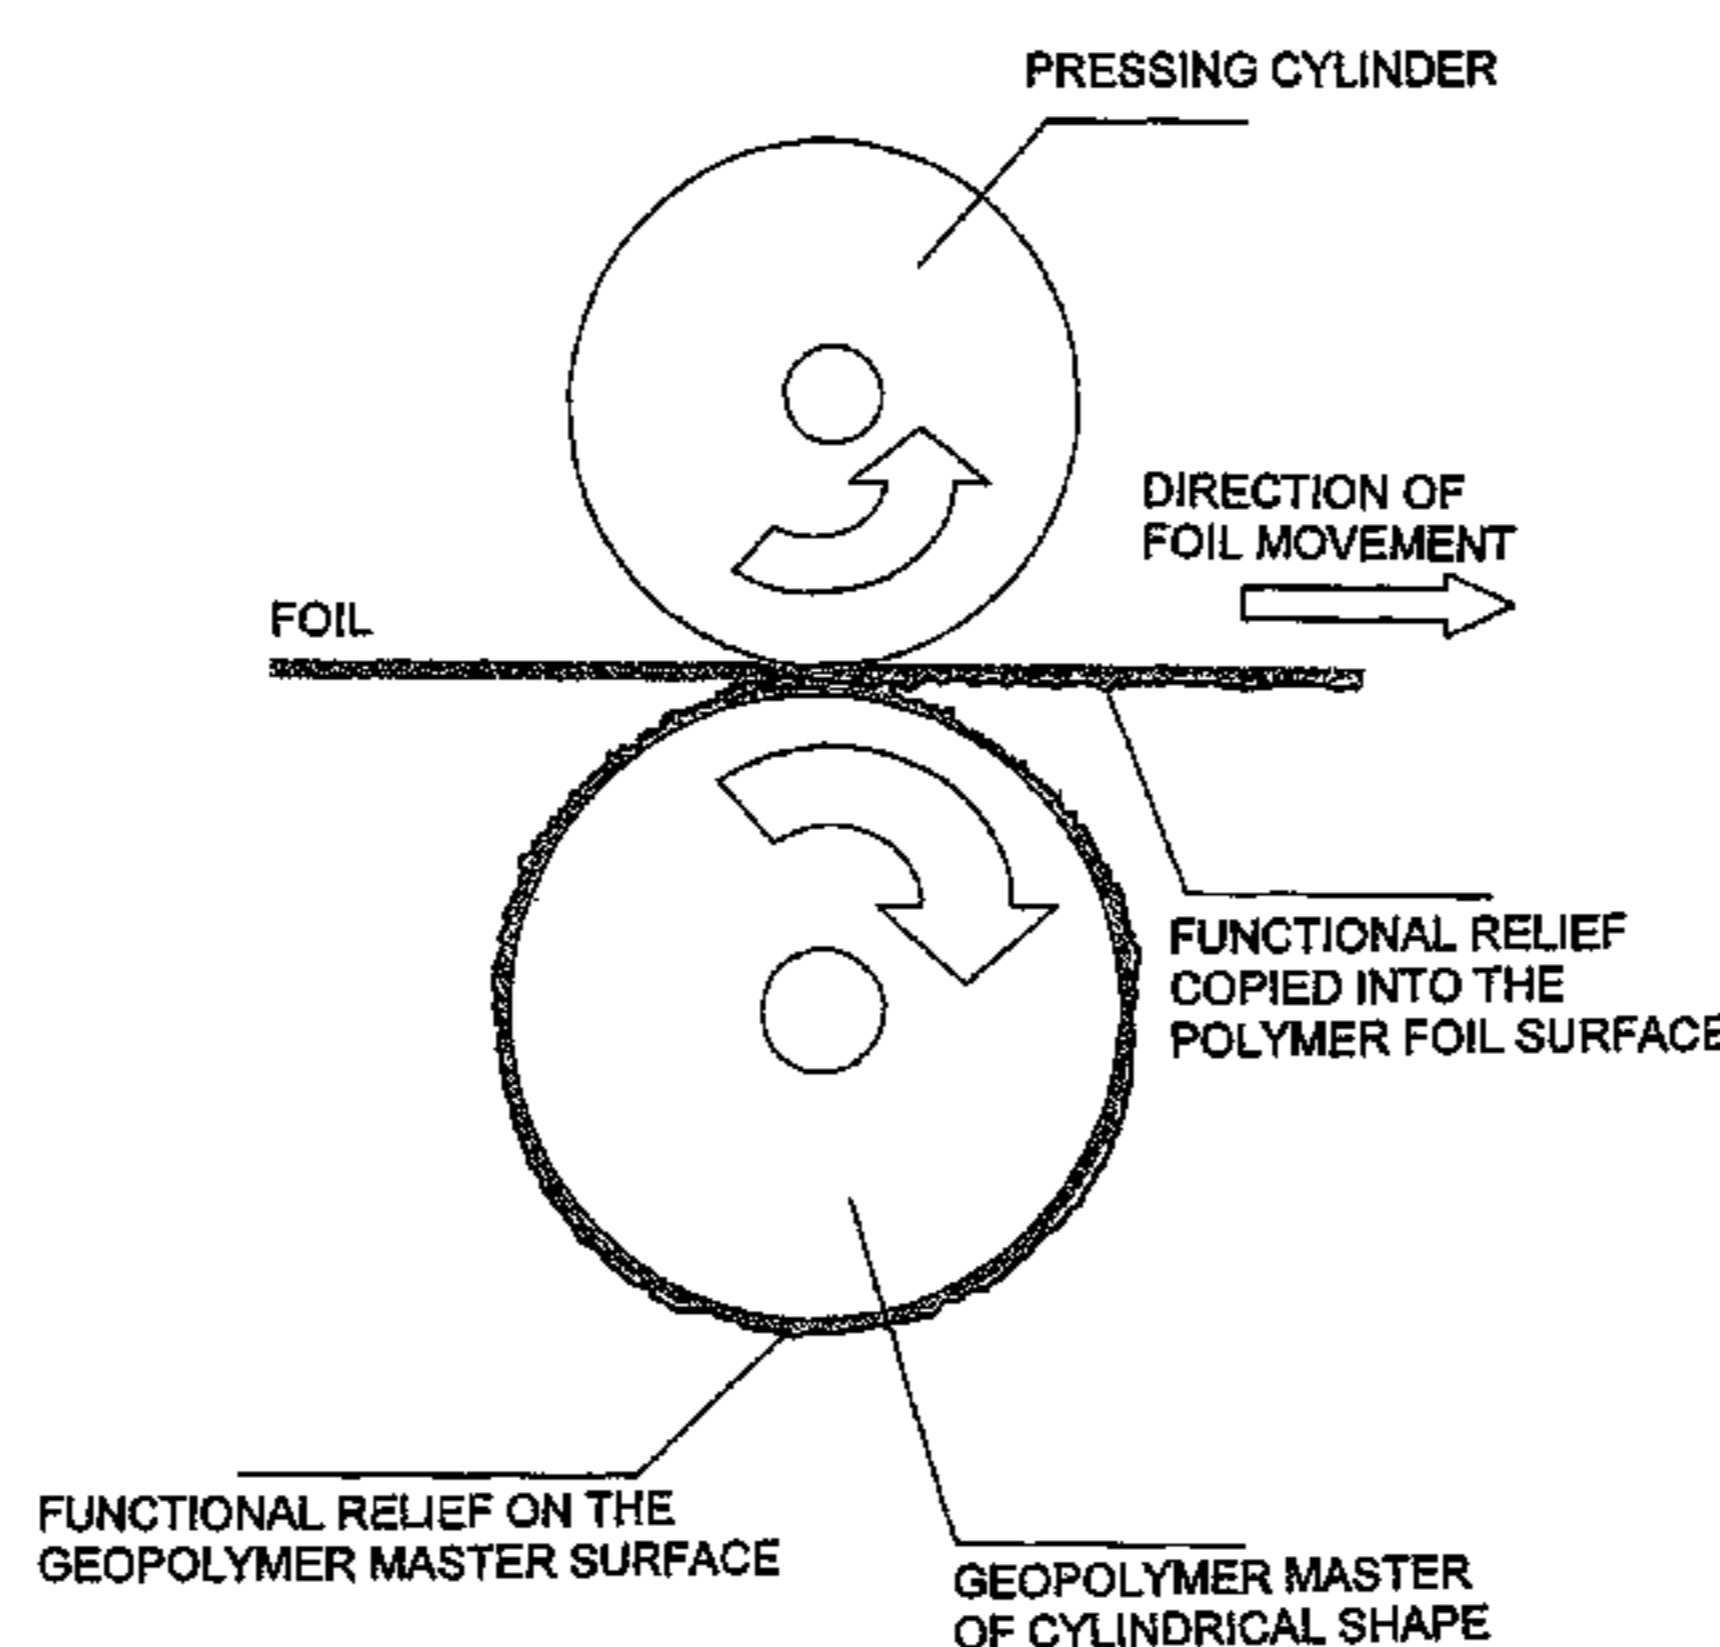 PRESSING CYLINDER
DIRECTION OF
FOIL MOVEMENT
FOIL
FUNCTIONAL RELIEF
COPIED INTO THE
POLYMER FOIL SURFACE
FUNCTIONAL RELIEF ON THE
GEOPOLYMER MASTER SURFACE
GEOPOLYMER MASTER
OF CYLINDRICAL SHAPE